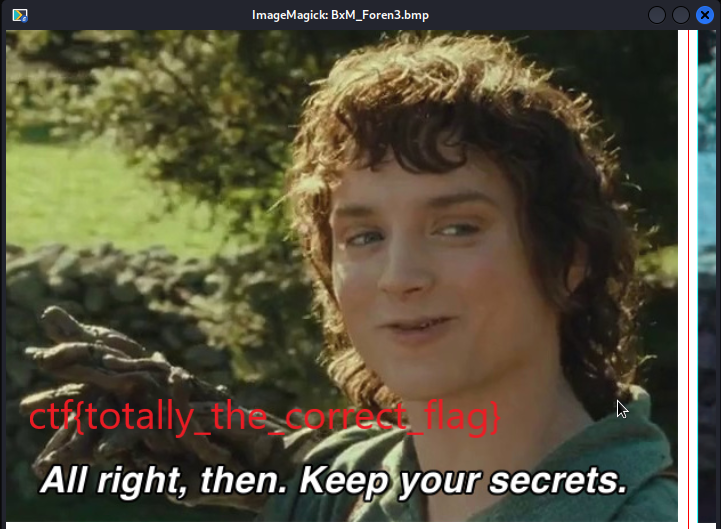 ImageMagick: BxM_Foren3.bmp
ctf{totally_the_correct_flag}
All right, then. Keep your secrets.